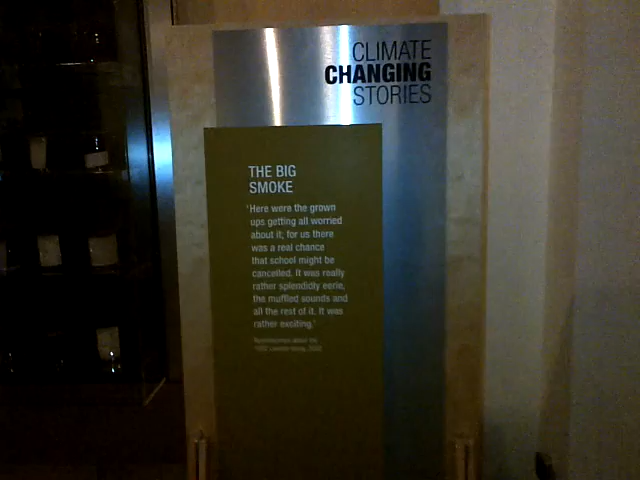 CLIMATE
CHANGING
STORIES
THE BIG
SMOKE
'Here were the grown
ups getting all worried
about it; for us there
was a real chance
that school might be
cancelled. It was really
rather splendidly eerie,
the muffled sounds and
all the rest of it. It was
rather exciting.'